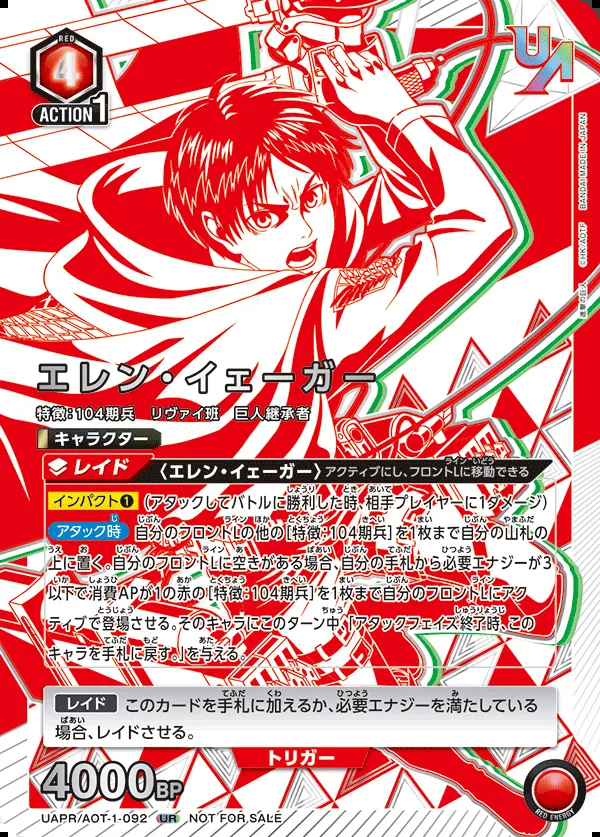 RED
4
ACTION 1
UA
BANDAI MADE IN JAPAN
©HK/AOTF
進撃の巨人
エレン・イェーガー
特徴:104期兵 リヴァイ班 巨人継承者
キャラクター
レイド 〈エレン・イェーガー〉アクティブにし、フロントLに移動できる
インパクト❶ (アタックしてバトルに勝利した時、相手プレイヤーに1ダメージ)
アタック時 自分のフロントLの他の[特徴:104期兵]を1枚まで自分の山札の
上に置く。自分のフロントLに空きがある場合、自分の手札から必要エナジーが3
以下で消費APが1の赤の[特徴:104期兵]を1枚まで自分のフロントLにアク
ティブで登場させる。そのキャラにこのターン中、「アタックフェイズ終了時、この
キャラを手札に戻す。」を与える。
レイド このカードを手札に加えるか、必要エナジーを満たしている
場合、レイドさせる。
トリガー
4000BP
RED ENERGY
UAPR/AOT-1-092 UR NOT FOR SALE